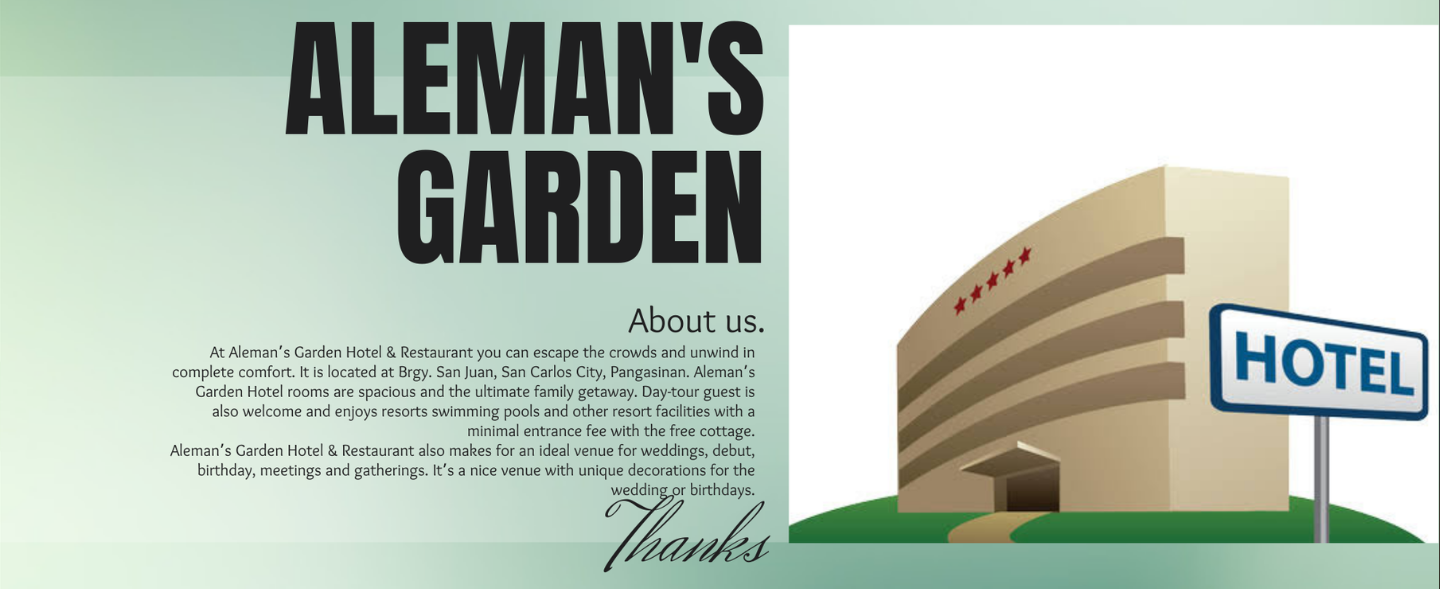 ALEMAN'S
GARDEN
About us.
At Aleman's Garden Hotel & Restaurant you can escape the crowds and unwind in
complete comfort. It is located at Brgy. San Juan, San Carlos City, Pangasinan. Aleman's
Garden Hotel rooms are spacious and the ultimate family getaway. Day-tour guest is
also welcome and enjoys resorts swimming pools and other resort facilities with a
minimal entrance fee with the free cottage.
Aleman's Garden Hotel & Restaurant also makes for an ideal venue for weddings, debut,
birthday, meetings and gatherings. It's a nice venue with unique decorations for the
wedding or birthdays.
Thanks
HOTEL